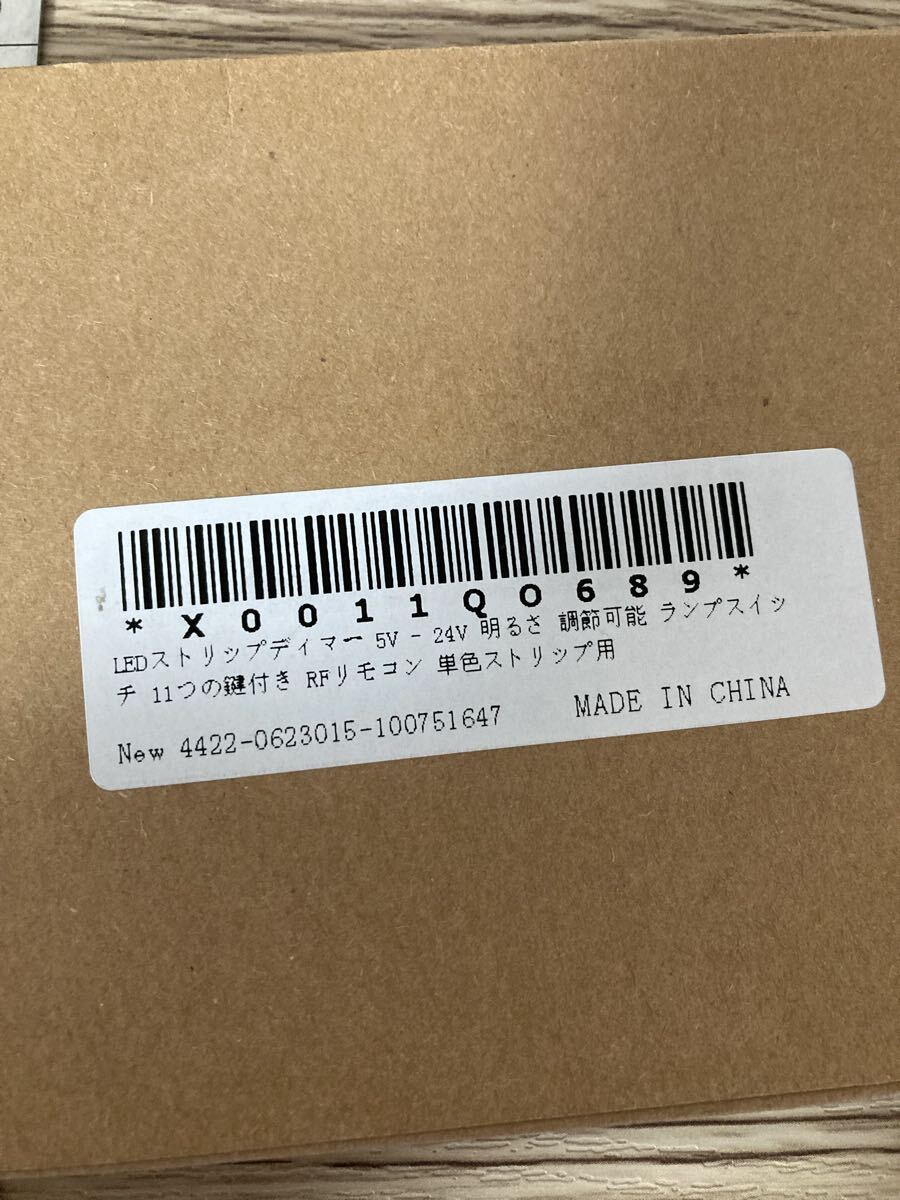 *X0011QO689*
LEDストリップデイマー 5V - 24V 明るさ 調節可能 ランプスイッ
チ 11つの鍵付き RFリモコン 単色ストリップ用
New 4422-0623015-100751647 MADE IN CHINA